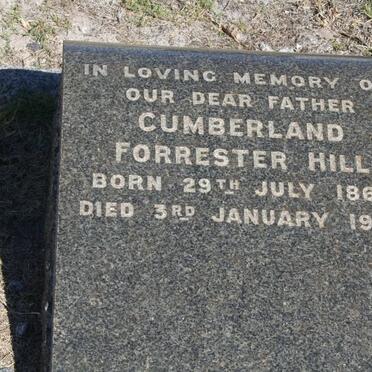 IN LOVING MEMORY O
OUR DEAR FATHER
CUMBERLAND
FORRESTER HILL
BORN 29TH JULY 186
DIED 3RD JANUARY 19